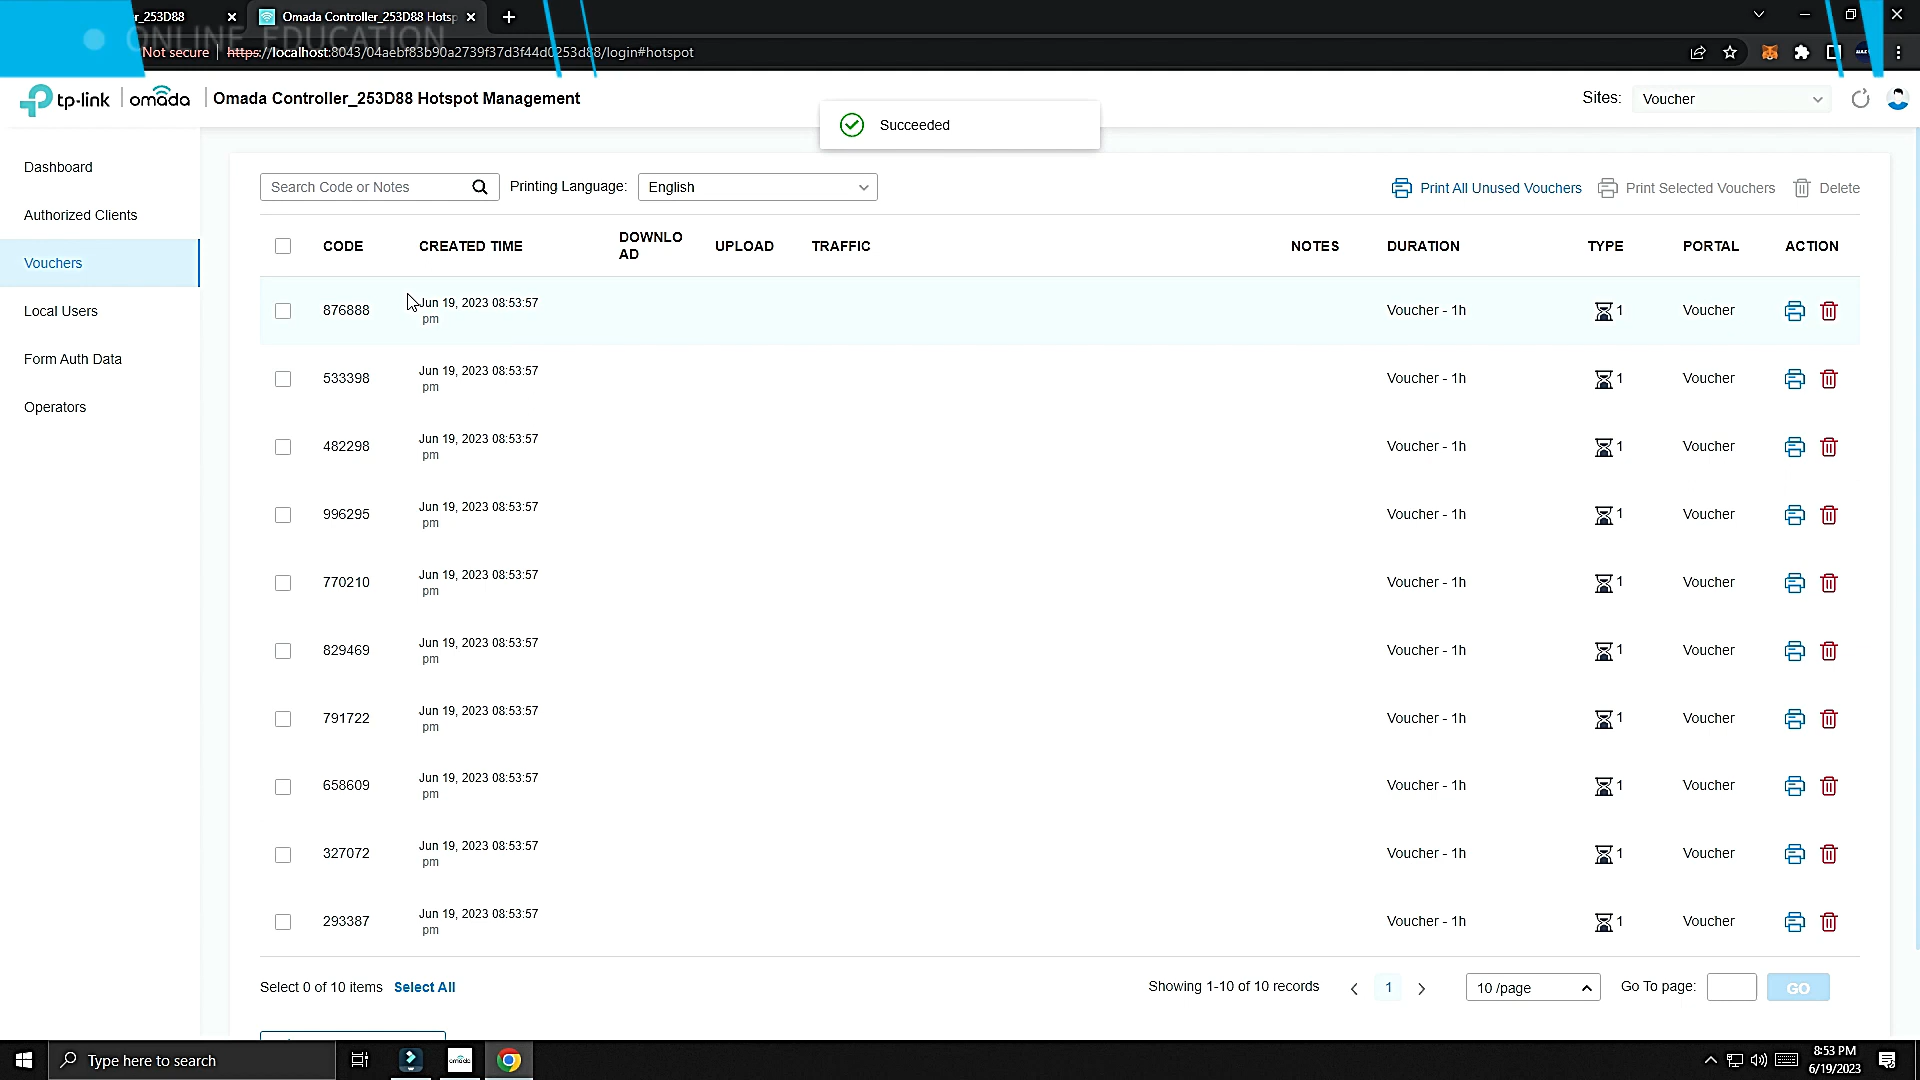 r_253D88
Omada Controller_253D88 Hotsp
ONLINE EDUCATION
Not secure | https://localhost:8043/04aebf83b90a2739f37d3f44d0253d88/login#hotspot
tp-link | omada | Omada Controller_253D88 Hotspot Management
Sites: Voucher
Succeeded
Dashboard
Authorized Clients
Vouchers
Local Users
Form Auth Data
Operators
Search Code or Notes
Printing Language: English
Print All Unused Vouchers
Print Selected Vouchers
Delete
CODE CREATED TIME DOWNLO UPLOAD TRAFFIC NOTES DURATION TYPE PORTAL ACTION
AD
876888 Jun 19, 2023 08:53:57 Voucher - 1h 1 Voucher
pm
533398 Jun 19, 2023 08:53:57 Voucher - 1h 1 Voucher
pm
482298 Jun 19, 2023 08:53:57 Voucher - 1h 1 Voucher
pm
996295 Jun 19, 2023 08:53:57 Voucher - 1h 1 Voucher
pm
770210 Jun 19, 2023 08:53:57 Voucher - 1h 1 Voucher
pm
829469 Jun 19, 2023 08:53:57 Voucher - 1h 1 Voucher
pm
791722 Jun 19, 2023 08:53:57 Voucher - 1h 1 Voucher
pm
658609 Jun 19, 2023 08:53:57 Voucher - 1h 1 Voucher
pm
327072 Jun 19, 2023 08:53:57 Voucher - 1h 1 Voucher
pm
293387 Jun 19, 2023 08:53:57 Voucher - 1h 1 Voucher
pm
Select 0 of 10 items Select All
Showing 1-10 of 10 records 1 10 /page Go To page: GO
Type here to search
omada
8:53 PM
6/19/2023